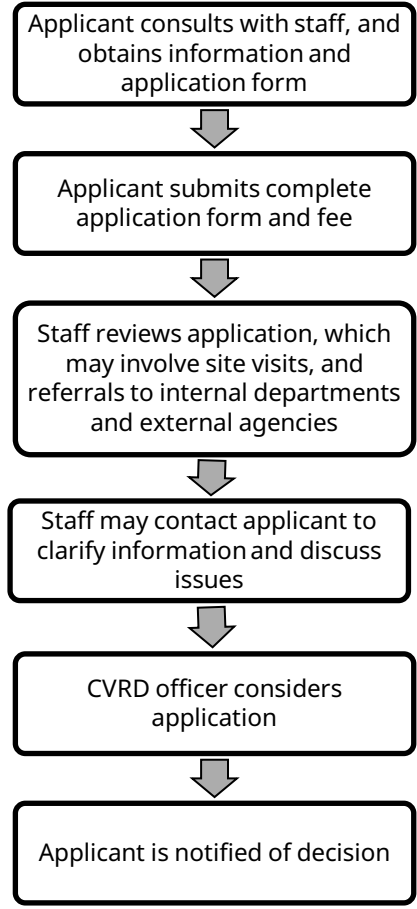 Applicant consults with staff, and
obtains information and
application form
Applicant submits complete
application form and fee
Staff reviews application, which
may involve site visits, and
referrals to internal departments
and external agencies
Staff may contact applicant to
clarify information and discuss
issues
CVRD officer considers
application
Applicant is notified of decision